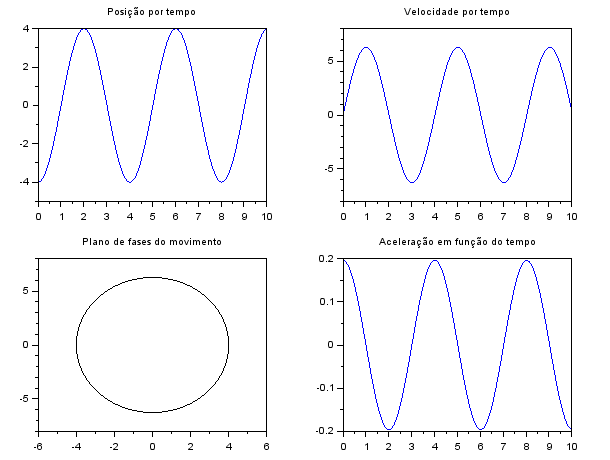 Posição por tempo
4
2
0
-2
-4
0 1 2 3 4 5 6 7 8 9 10
Velocidade por tempo
5
0
-5
0 1 2 3 4 5 6 7 8 9 10
Plano de fases do movimento
5
0
-5
-6 -4 -2 0 2 4 6
Aceleração em função do tempo
0.2
0.1
0
-0.1
-0.2
0 1 2 3 4 5 6 7 8 9 10